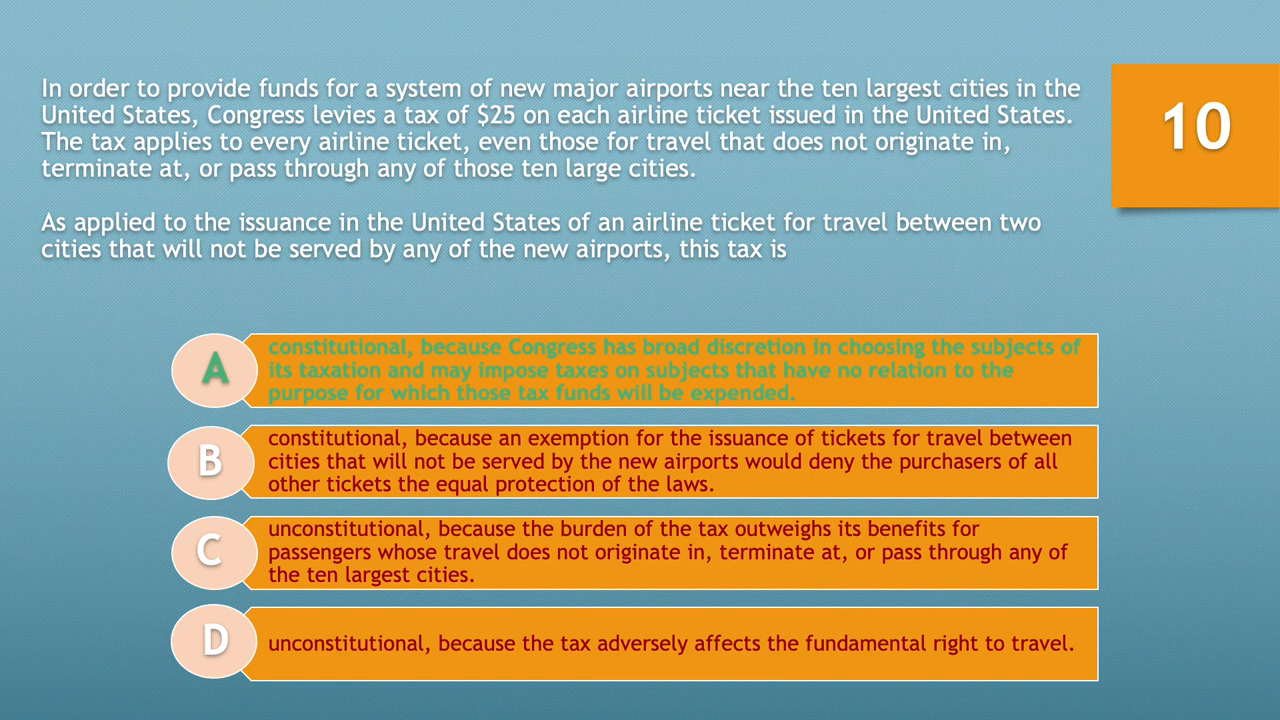 In order to provide funds for a system of new major airports near the ten largest cities in the
United States, Congress levies a tax of $25 on each airline ticket issued in the United States.
The tax applies to every airline ticket, even those for travel that does not originate in,
terminate at, or pass through any of those ten large cities.
As applied to the issuance in the United States of an airline ticket for travel between two
cities that will not be served by any of the new airports, this tax is
10
A
constitutional, because Congress has broad discretion in choosing the subjects of
its taxation and may impose taxes on subjects that have no relation to the
purpose for which those tax funds will be expended.
B
constitutional, because an exemption for the issuance of tickets for travel between
cities that will not be served by the new airports would deny the purchasers of all
other tickets the equal protection of the laws.
C
unconstitutional, because the burden of the tax outweighs its benefits for
passengers whose travel does not originate in, terminate at, or pass through any of
the ten largest cities.
D
unconstitutional, because the tax adversely affects the fundamental right to travel.